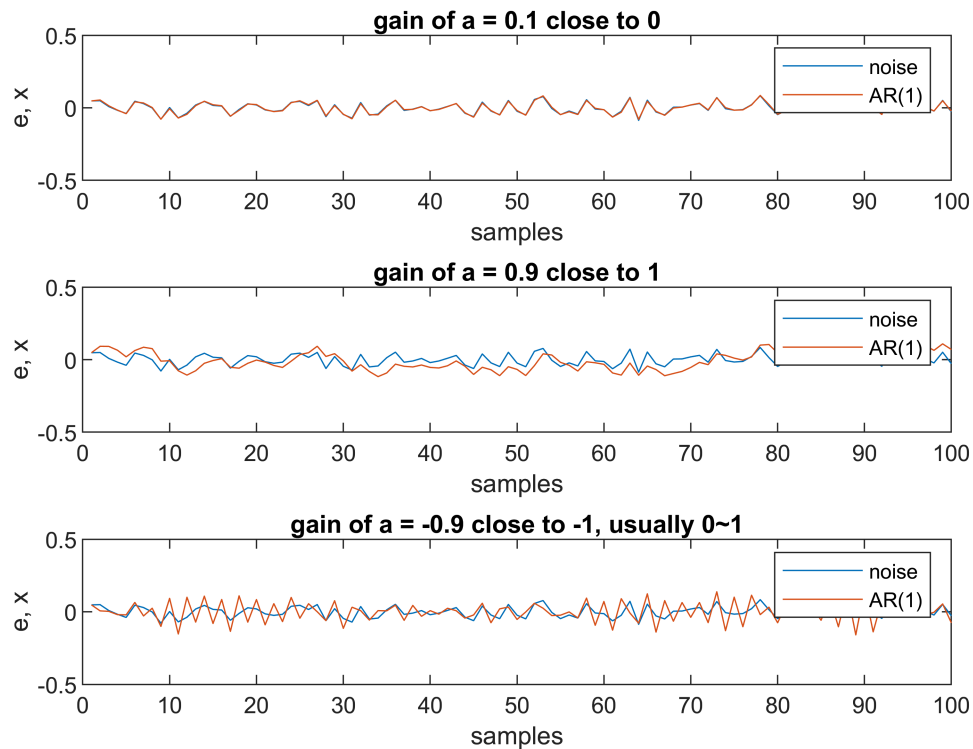 gain of a = 0.1 close to 0
0.5
0
-0.5
e, x
noise
AR(1)
0 10 20 30 40 50 60 70 80 90 100
samples
gain of a = 0.9 close to 1
0.5
0
-0.5
e, x
noise
AR(1)
0 10 20 30 40 50 60 70 80 90 100
samples
gain of a = -0.9 close to -1, usually 0~1
0.5
0
-0.5
e, x
noise
AR(1)
0 10 20 30 40 50 60 70 80 90 100
samples